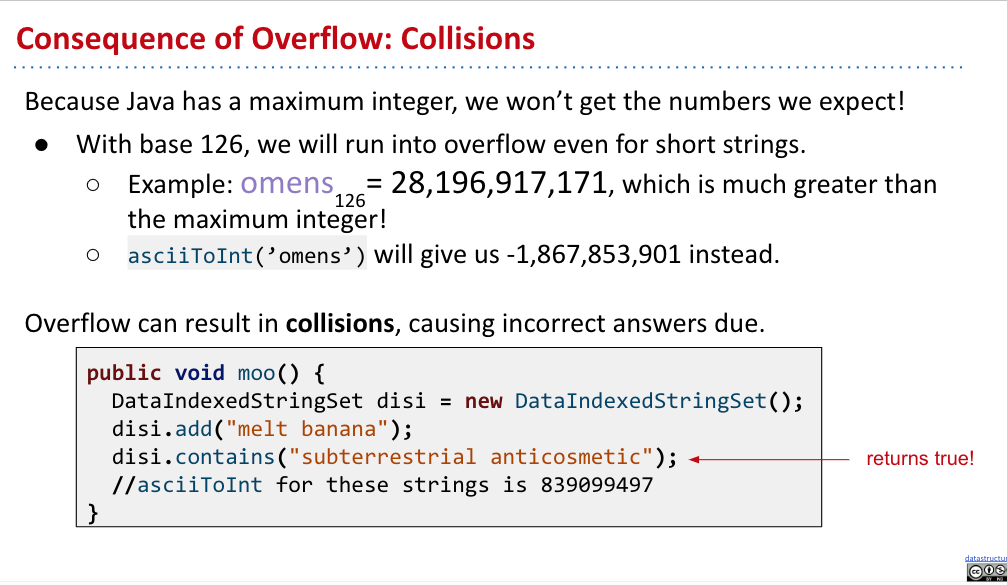 Consequence of Overflow: Collisions
Because Java has a maximum integer, we won’t get the numbers we expect!
● With base 126, we will run into overflow even for short strings.
○ Example: omens126= 28,196,917,171, which is much greater than
the maximum integer!
○ asciiToInt(’omens’) will give us -1,867,853,901 instead.
Overflow can result in collisions, causing incorrect answers due.
public void moo() {
DataIndexedStringSet disi = new DataIndexedStringSet();
disi.add("melt banana");
disi.contains("subterrestrial anticosmetic");
returns true!
//asciiToInt for these strings is 839099497
}
datastructur